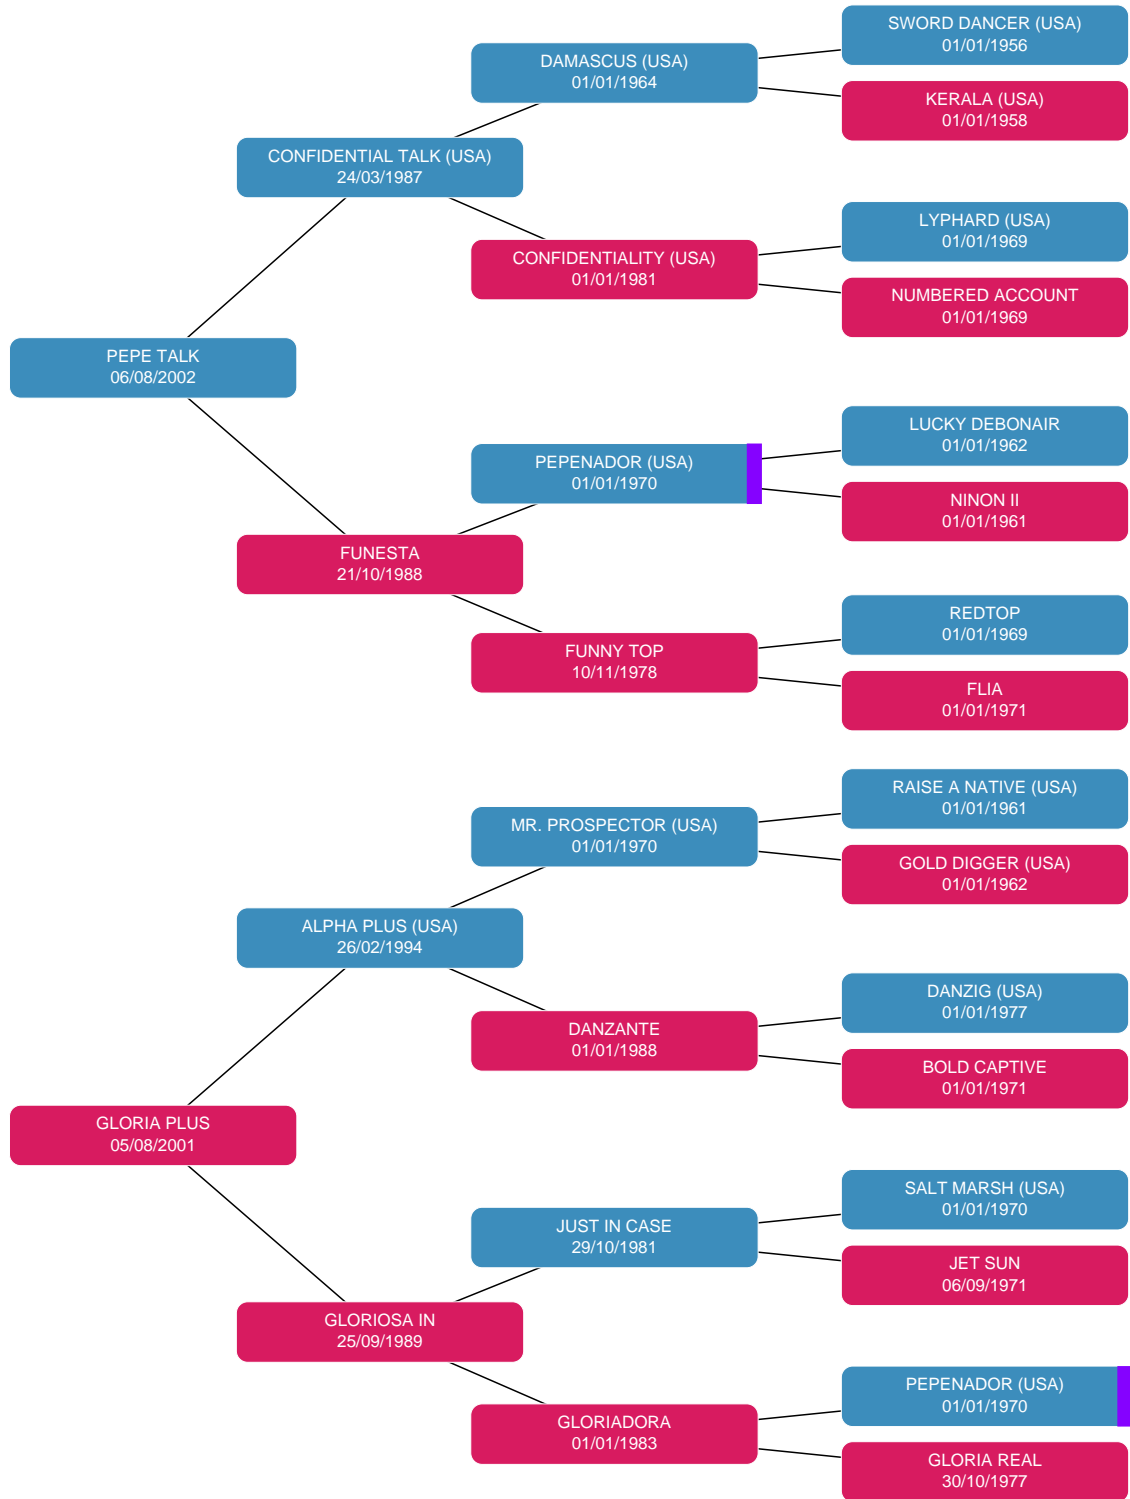 SWORD DANCER (USA)
01/01/1956
DAMASCUS (USA)
01/01/1964
KERALA (USA)
01/01/1958
CONFIDENTIAL TALK (USA)
24/03/1987
LYPHARD (USA)
01/01/1969
CONFIDENTIALITY (USA)
01/01/1981
NUMBERED ACCOUNT
01/01/1969
PEPE TALK
06/08/2002
LUCKY DEBONAIR
01/01/1962
PEPENADOR (USA)
01/01/1970
NINON II
01/01/1961
FUNESTA
21/10/1988
REDTOP
01/01/1969
FUNNY TOP
10/11/1978
FLIA
01/01/1971
RAISE A NATIVE (USA)
01/01/1961
MR. PROSPECTOR (USA)
01/01/1970
GOLD DIGGER (USA)
01/01/1962
ALPHA PLUS (USA)
26/02/1994
DANZIG (USA)
01/01/1977
DANZANTE
01/01/1988
BOLD CAPTIVE
01/01/1971
GLORIA PLUS
05/08/2001
SALT MARSH (USA)
01/01/1970
JUST IN CASE
29/10/1981
JET SUN
06/09/1971
GLORIOSA IN
25/09/1989
PEPENADOR (USA)
01/01/1970
GLORIADORA
01/01/1983
GLORIA REAL
30/10/1977